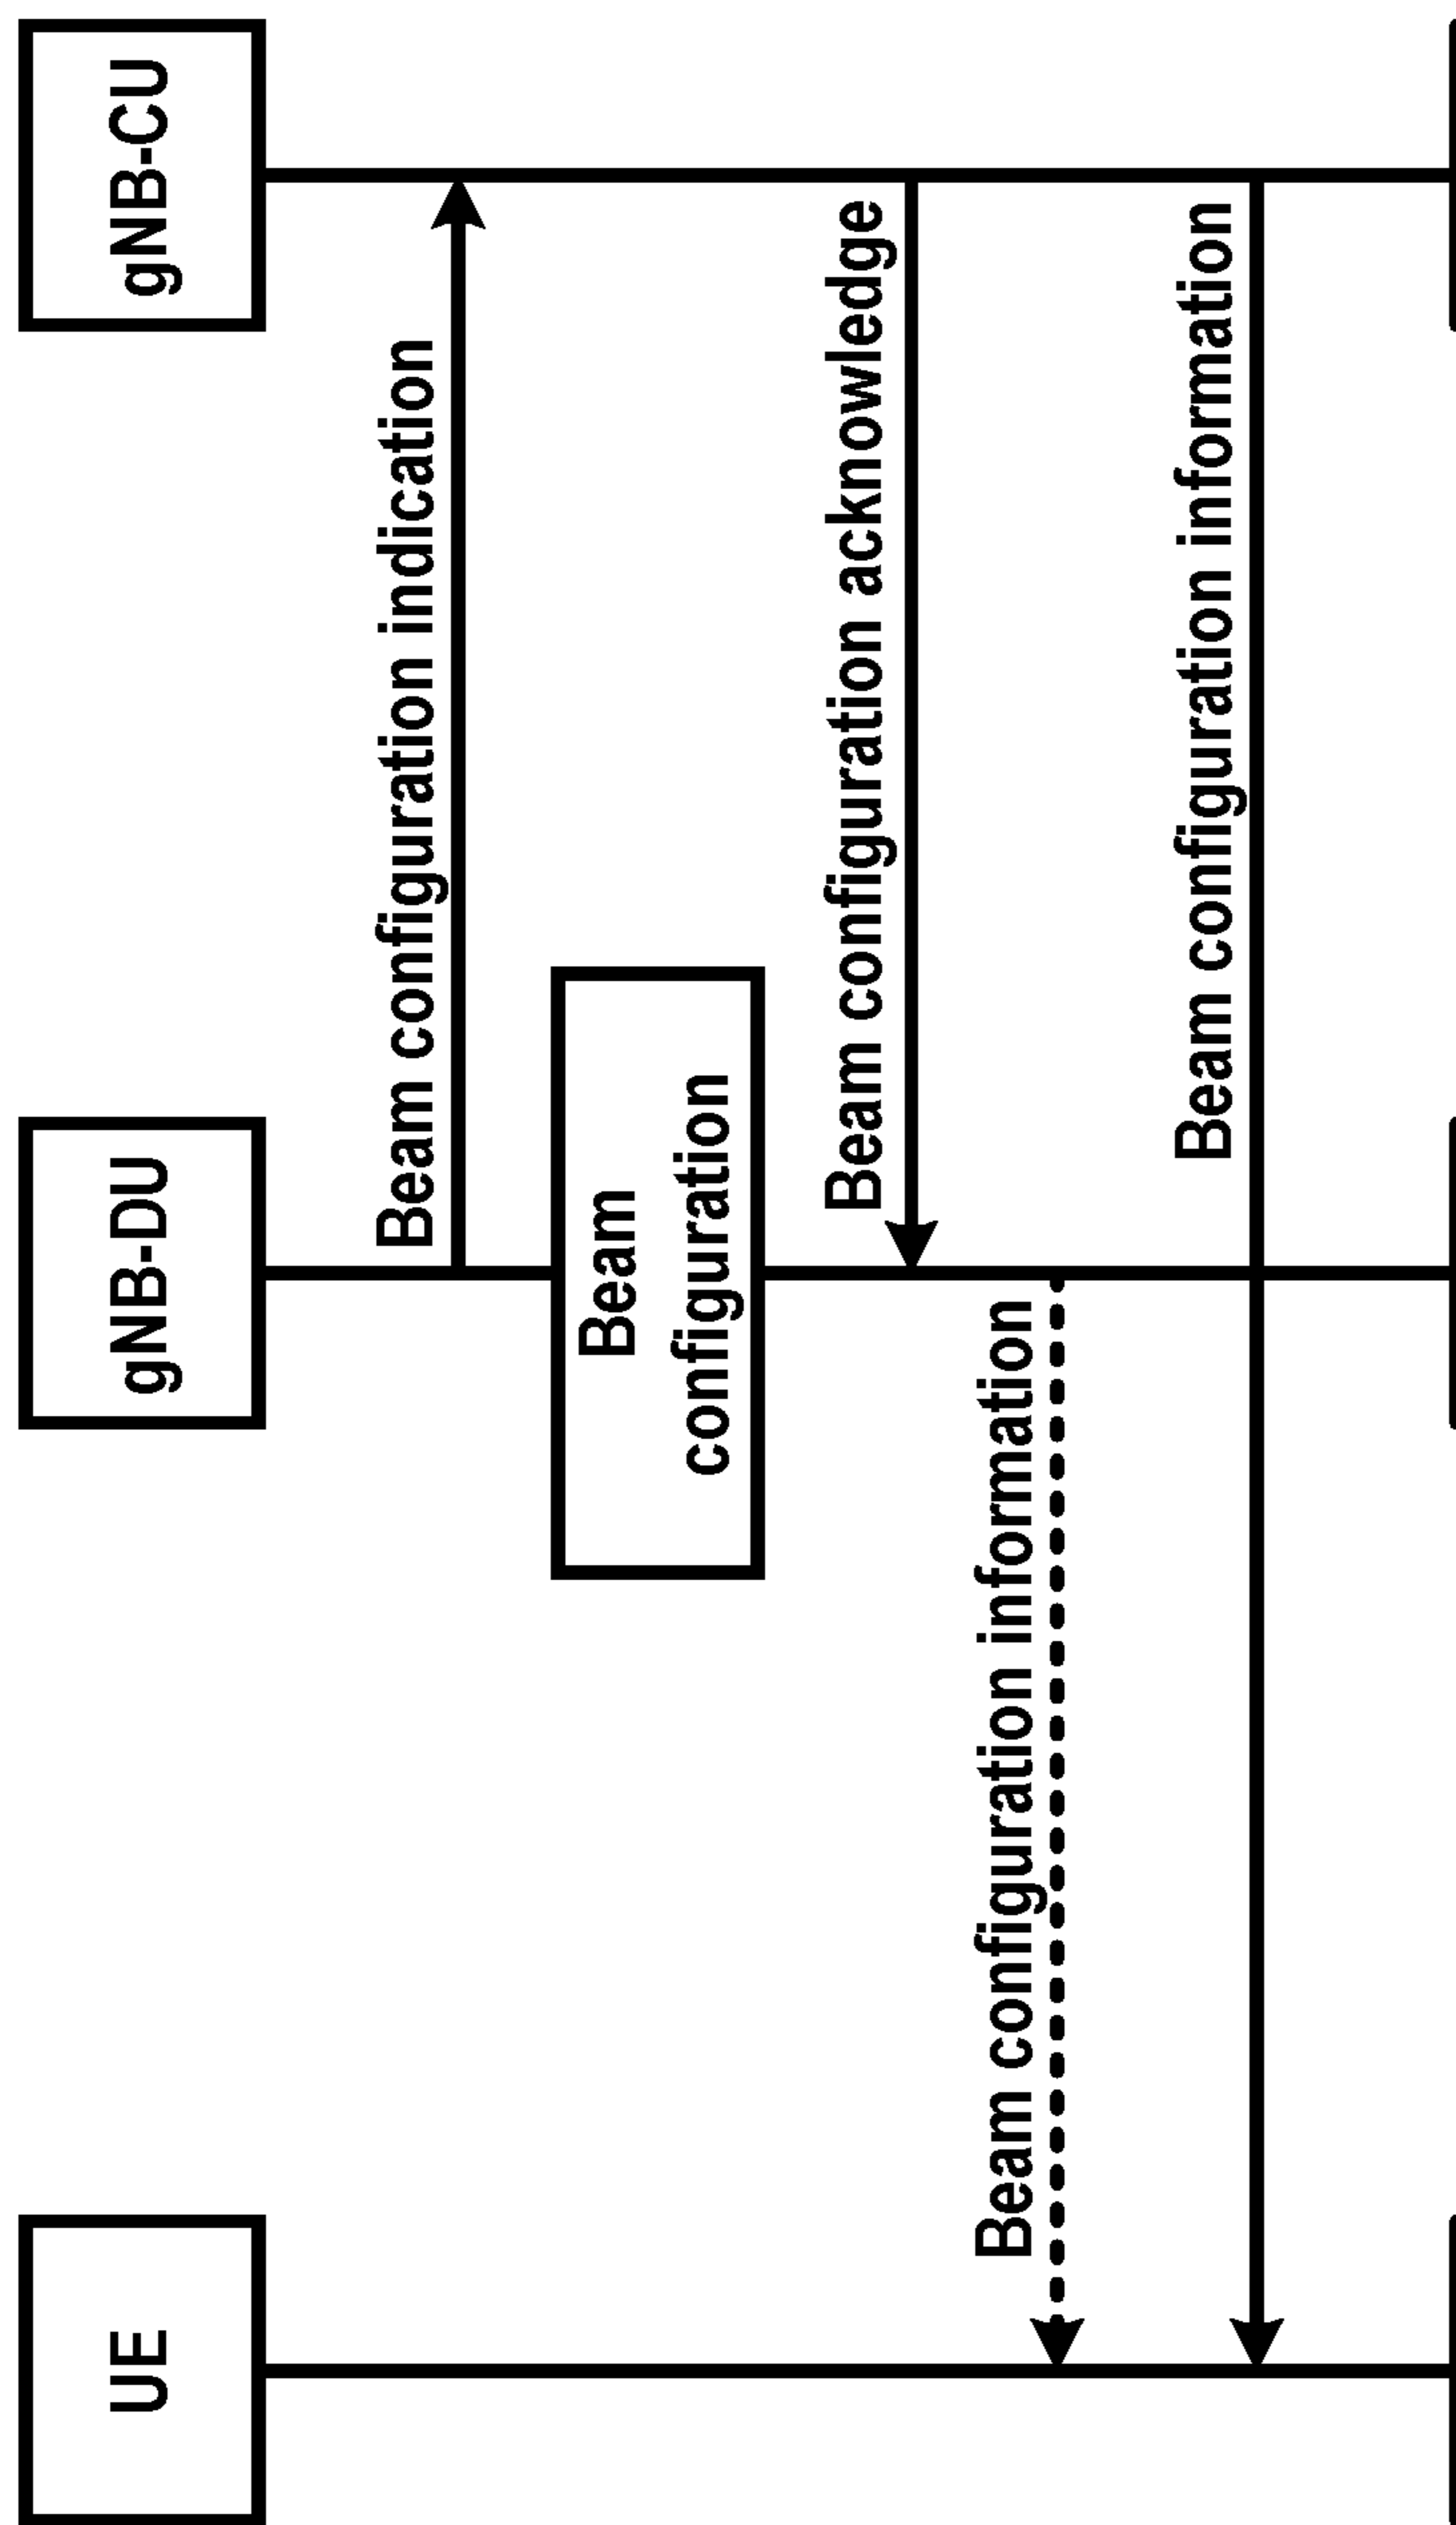 UE
gNB-DU
gNB-CU
Beam configuration indication
Beam
configuration
Beam configuration acknowledge
Beam configuration information
Beam configuration information